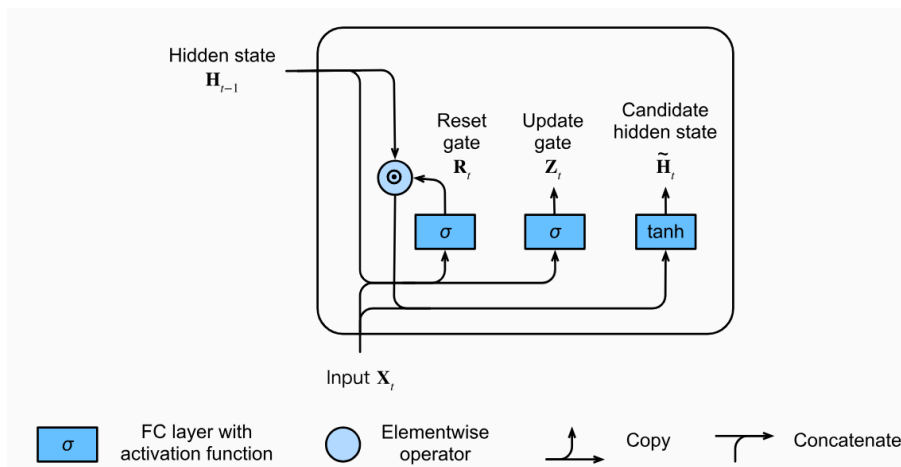 Hidden state
H_{t−1}
Reset
gate
R_t
Update
gate
Z_t
Candidate
hidden state
H̃_t
⊙
σ
σ
tanh
Input X_t
σ
FC layer with
activation function
Elementwise
operator
Copy
Concatenate